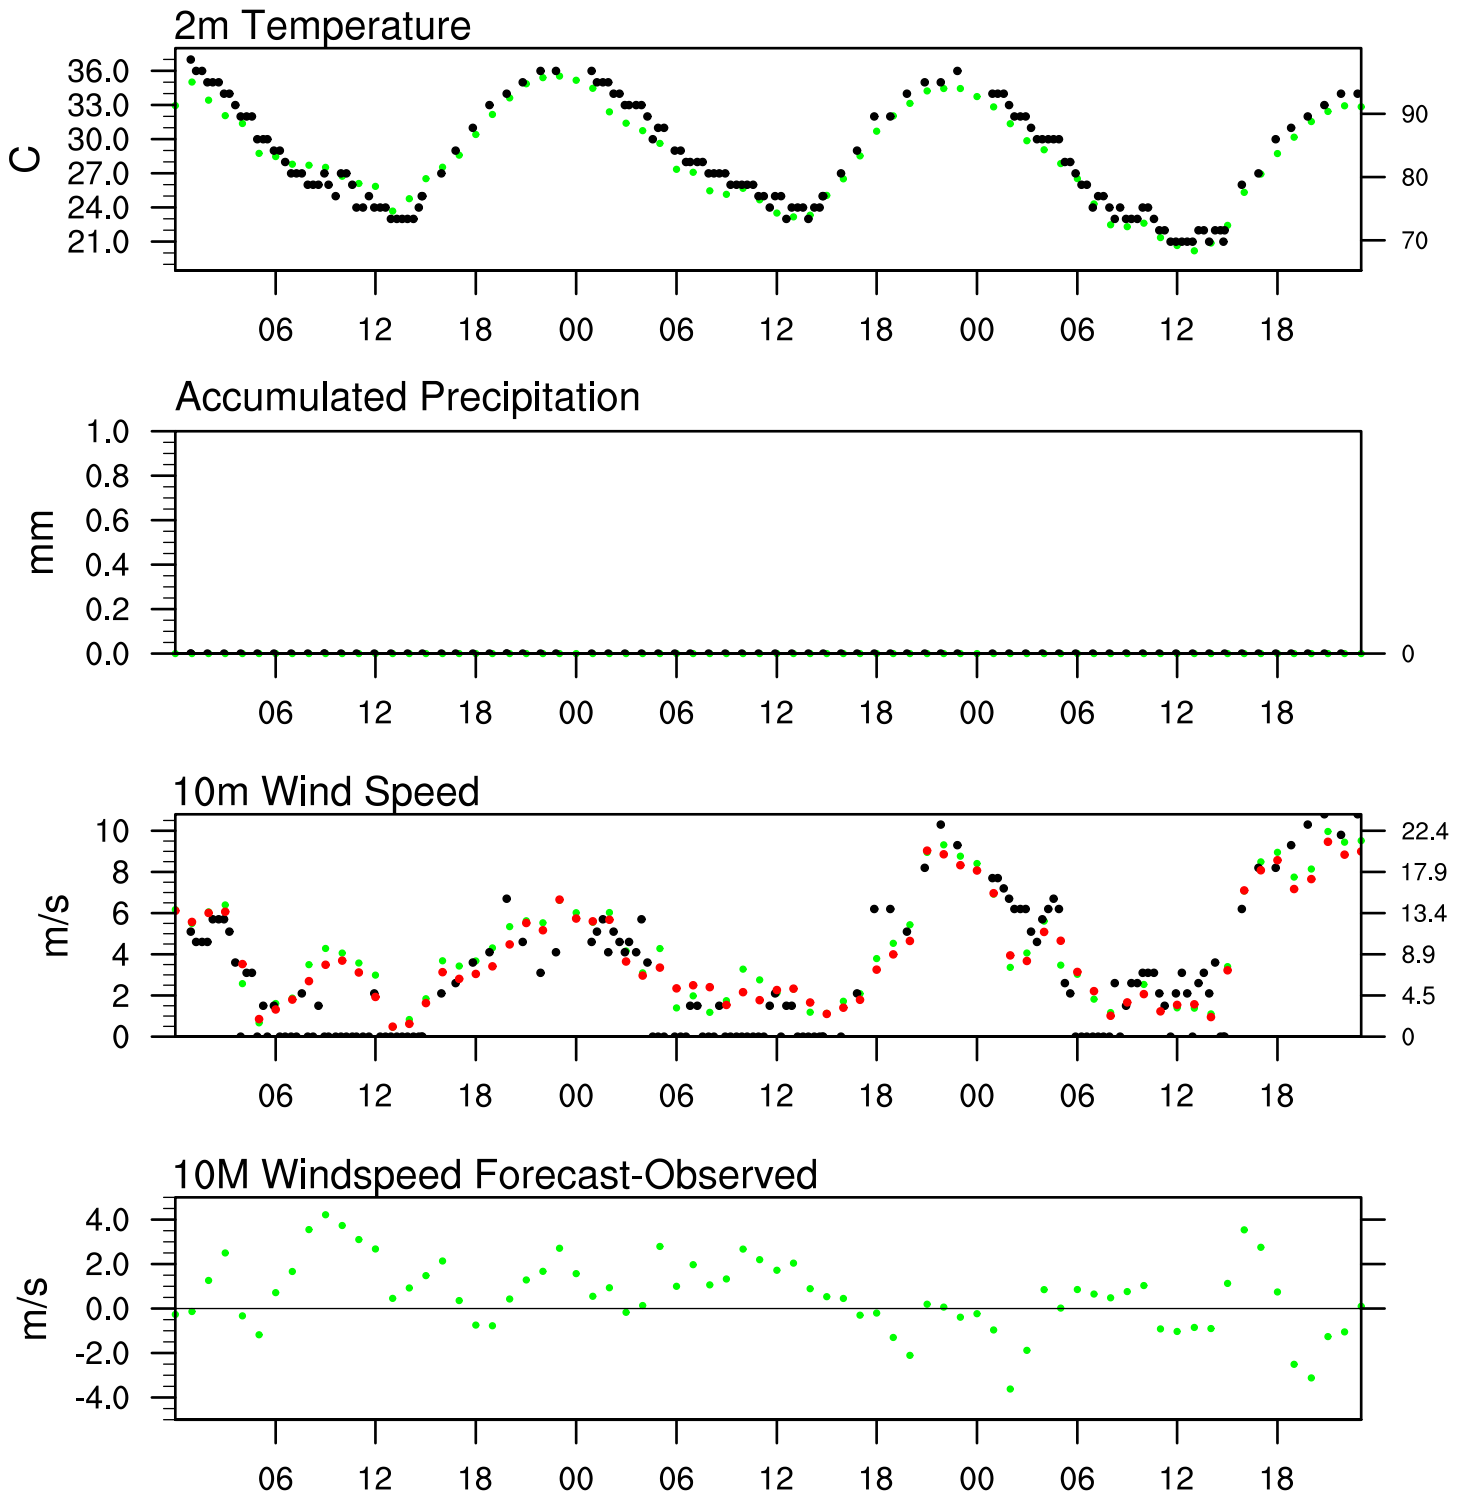 2m Temperature
36.0
33.0
30.0
27.0
24.0
21.0
C
90
80
70
06 12 18 00 06 12 18 00 06 12 18
Accumulated Precipitation
1.0
0.8
0.6
0.4
0.2
0.0
mm
0
06 12 18 00 06 12 18 00 06 12 18
10m Wind Speed
10
8
6
4
2
0
m/s
22.4
17.9
13.4
8.9
4.5
0
06 12 18 00 06 12 18 00 06 12 18
10M Windspeed Forecast-Observed
4.0
2.0
0.0
-2.0
-4.0
m/s
06 12 18 00 06 12 18 00 06 12 18